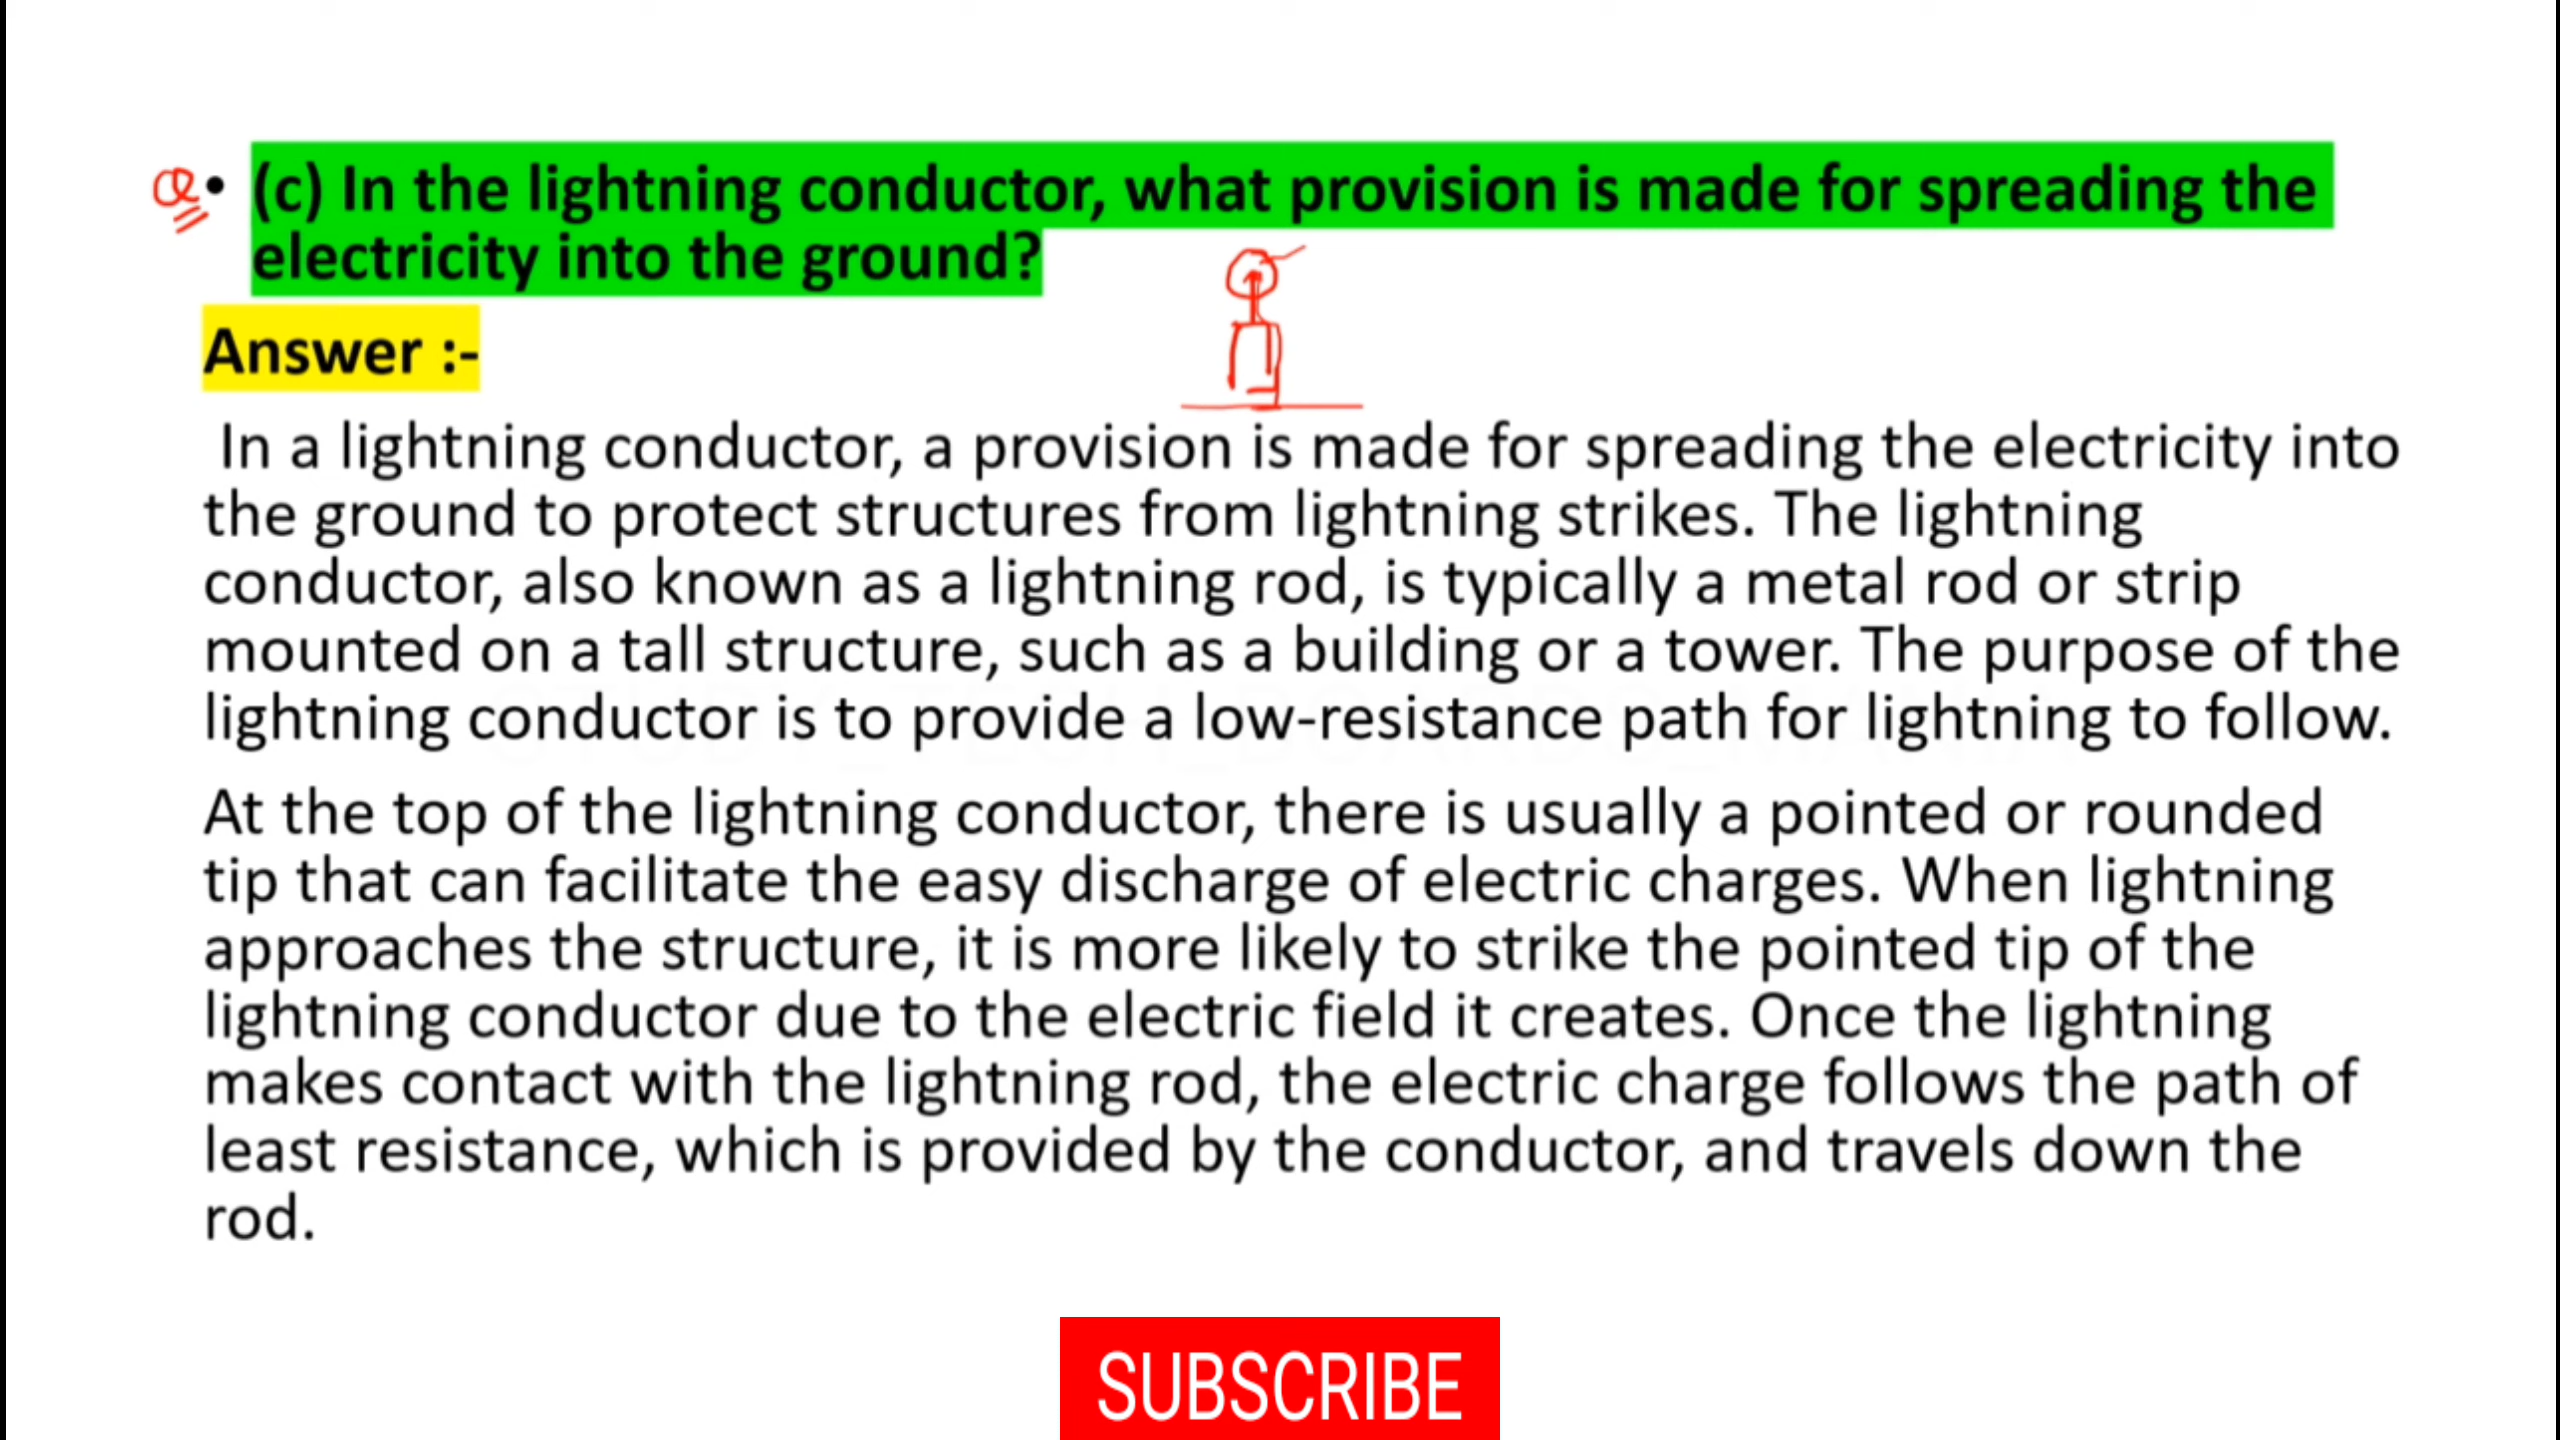 Q. • (c) In the lightning conductor, what provision is made for spreading the
electricity into the ground?
Answer :-
In a lightning conductor, a provision is made for spreading the electricity into
the ground to protect structures from lightning strikes. The lightning
conductor, also known as a lightning rod, is typically a metal rod or strip
mounted on a tall structure, such as a building or a tower. The purpose of the
lightning conductor is to provide a low-resistance path for lightning to follow.
At the top of the lightning conductor, there is usually a pointed or rounded
tip that can facilitate the easy discharge of electric charges. When lightning
approaches the structure, it is more likely to strike the pointed tip of the
lightning conductor due to the electric field it creates. Once the lightning
makes contact with the lightning rod, the electric charge follows the path of
least resistance, which is provided by the conductor, and travels down the
rod.
SUBSCRIBE